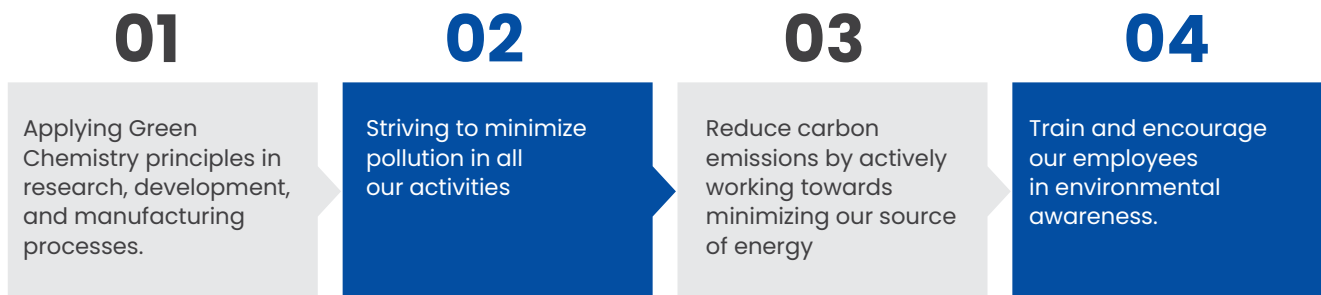 01
Applying Green
Chemistry principles in
research, development,
and manufacturing
processes.
02
Striving to minimize
pollution in all
our activities
03
Reduce carbon
emissions by actively
working towards
minimizing our source
of energy
04
Train and encourage
our employees
in environmental
awareness.